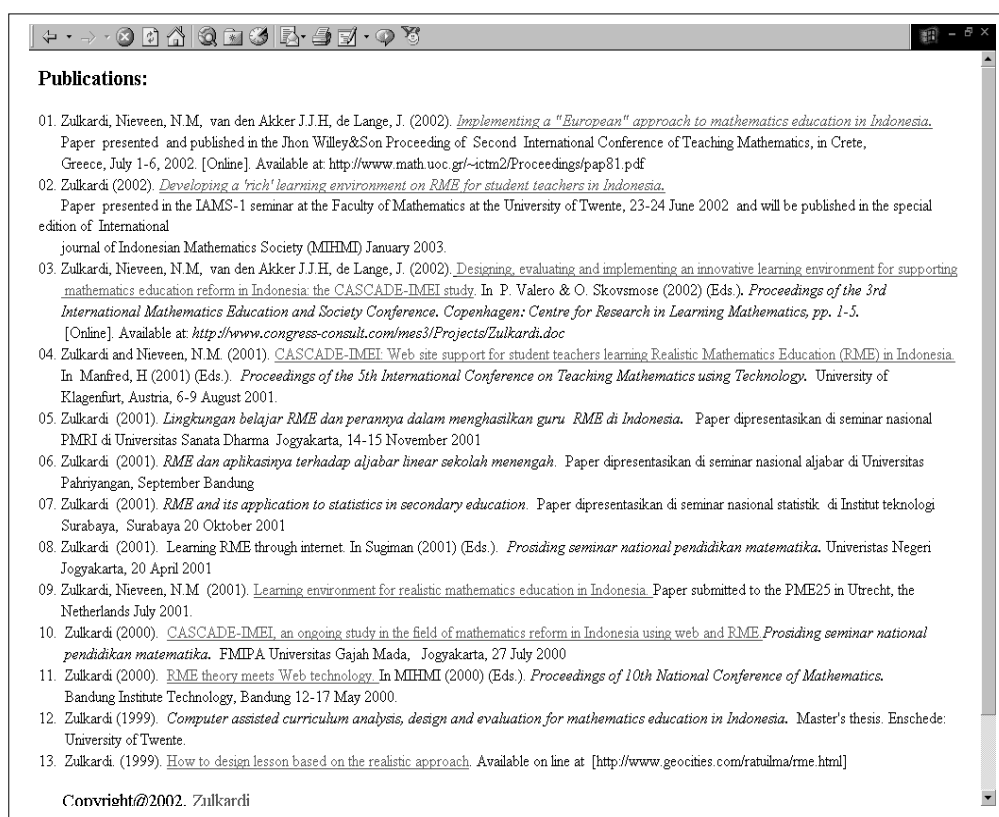 Publications:
01. Zulkardi, Nieveen, N.M, van den Akker J.J.H, de Lange, J. (2002). Implementing a "European" approach to mathematics education in Indonesia.
Paper presented and published in the Jhon Willey&Son Proceeding of Second International Conference of Teaching Mathematics, in Crete,
Greece, July 1-6, 2002. [Online]. Available at: http://www.math.uoc.gr/~ictm2/Proceedings/pap81.pdf
02. Zulkardi (2002). Developing a 'rich' learning environment on RME for student teachers in Indonesia.
Paper presented in the IAMS-1 seminar at the Faculty of Mathematics at the University of Twente, 23-24 June 2002 and will be published in the special
edition of International
journal of Indonesian Mathematics Society (MIHMI) January 2003.
03. Zulkardi, Nieveen, N.M, van den Akker J.J.H, de Lange, J. (2002). Designing, evaluating and implementing an innovative learning environment for supporting
mathematics education reform in Indonesia: the CASCADE-IMEI study. In P. Valero & O. Skovsmose (2002) (Eds.). Proceedings of the 3rd
International Mathematics Education and Society Conference. Copenhagen: Centre for Research in Learning Mathematics, pp. 1-5.
[Online]. Available at: http://www.congress-consult.com/mes3/Projects/Zulkardi.doc
04. Zulkardi and Nieveen, N.M. (2001). CASCADE-IMEI: Web site support for student teachers learning Realistic Mathematics Education (RME) in Indonesia.
In Manfred, H (2001) (Eds.). Proceedings of the 5th International Conference on Teaching Mathematics using Technology. University of
Klagenfurt, Austria, 6-9 August 2001.
05. Zulkardi (2001). Lingkungan belajar RME dan perannya dalam menghasilkan guru RME di Indonesia. Paper dipresentasikan di seminar nasional
PMRI di Universitas Sanata Dharma Jogyakarta, 14-15 November 2001
06. Zulkardi (2001). RME dan aplikasinya terhadap aljabar linear sekolah menengah. Paper dipresentasikan di seminar nasional aljabar di Universitas
Pahriyangan, September Bandung
07. Zulkardi (2001). RME and its application to statistics in secondary education. Paper dipresentasikan di seminar nasional statistik di Institut teknologi
Surabaya, Surabaya 20 Oktober 2001
08. Zulkardi (2001). Learning RME through internet. In Sugiman (2001) (Eds.). Prosiding seminar national pendidikan matematika. Univeristas Negeri
Jogyakarta, 20 April 2001
09. Zulkardi, Nieveen, N.M (2001). Learning environment for realistic mathematics education in Indonesia. Paper submitted to the PME25 in Utrecht, the
Netherlands July 2001.
10. Zulkardi (2000). CASCADE-IMEI, an ongoing study in the field of mathematics reform in Indonesia using web and RME. Prosiding seminar national
pendidikan matematika. FMIPA Universitas Gajah Mada, Jogyakarta, 27 July 2000
11. Zulkardi (2000). RME theory meets Web technology. In MIHMI (2000) (Eds.). Proceedings of 10th National Conference of Mathematics.
Bandung Institute Technology, Bandung 12-17 May 2000.
12. Zulkardi (1999). Computer assisted curriculum analysis, design and evaluation for mathematics education in Indonesia. Master's thesis. Enschede:
University of Twente.
13. Zulkardi. (1999). How to design lesson based on the realistic approach. Available on line at [http://www.geocities.com/ratuilma/rme.html]
Copyright@2002. Zulkardi